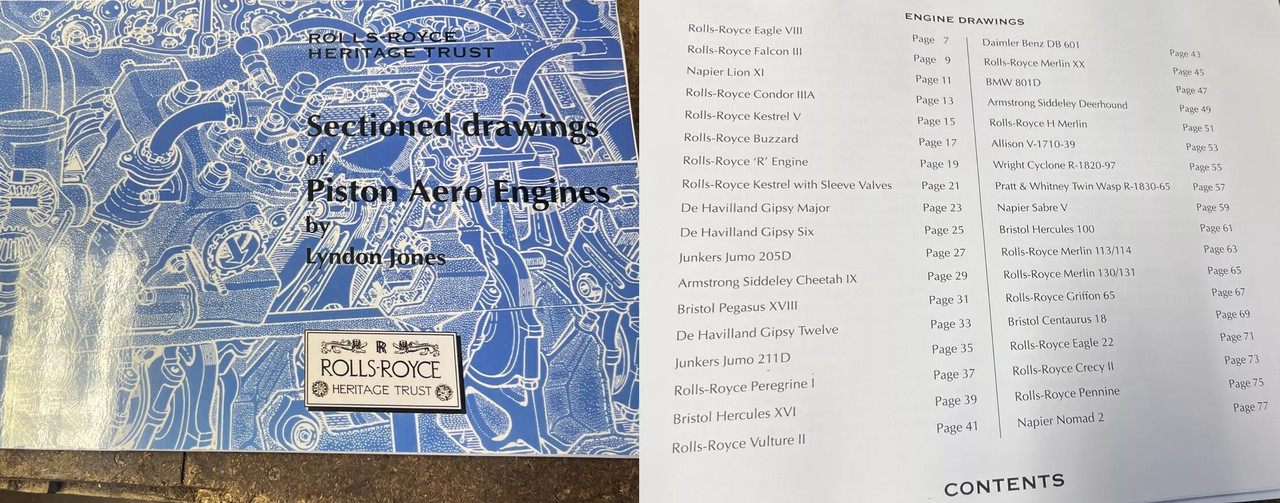 ROLLS-ROYCE
HERITAGE TRUST
Sectioned drawings
of
Piston Aero Engines
by
Lyndon Jones
RR
ROLLS-ROYCE
HERITAGE TRUST
ENGINE DRAWINGS
Rolls-Royce Eagle VIII Page 7
Rolls-Royce Falcon III Page 9
Napier Lion XI Page 11
Rolls-Royce Condor IIIA Page 13
Rolls-Royce Kestrel V Page 15
Rolls-Royce Buzzard Page 17
Rolls-Royce ‘R’ Engine Page 19
Rolls-Royce Kestrel with Sleeve Valves Page 21
De Havilland Gipsy Major Page 23
De Havilland Gipsy Six Page 25
Junkers Jumo 205D Page 27
Armstrong Siddeley Cheetah IX Page 29
Bristol Pegasus XVIII Page 31
De Havilland Gipsy Twelve Page 33
Junkers Jumo 211D Page 35
Rolls-Royce Peregrine I Page 37
Bristol Hercules XVI Page 39
Rolls-Royce Vulture II Page 41
Daimler Benz DB 601 Page 43
Rolls-Royce Merlin XX Page 45
BMW 801D Page 47
Armstrong Siddeley Deerhound Page 49
Rolls-Royce H Merlin Page 51
Allison V-1710-39 Page 53
Wright Cyclone R-1820-97 Page 55
Pratt & Whitney Twin Wasp R-1830-65 Page 57
Napier Sabre V Page 59
Bristol Hercules 100 Page 61
Rolls-Royce Merlin 113/114 Page 63
Rolls-Royce Merlin 130/131 Page 65
Rolls-Royce Griffon 65 Page 67
Bristol Centaurus 18 Page 69
Rolls-Royce Eagle 22 Page 71
Rolls-Royce Crecy II Page 73
Rolls-Royce Pennine Page 75
Napier Nomad 2 Page 77
CONTENTS